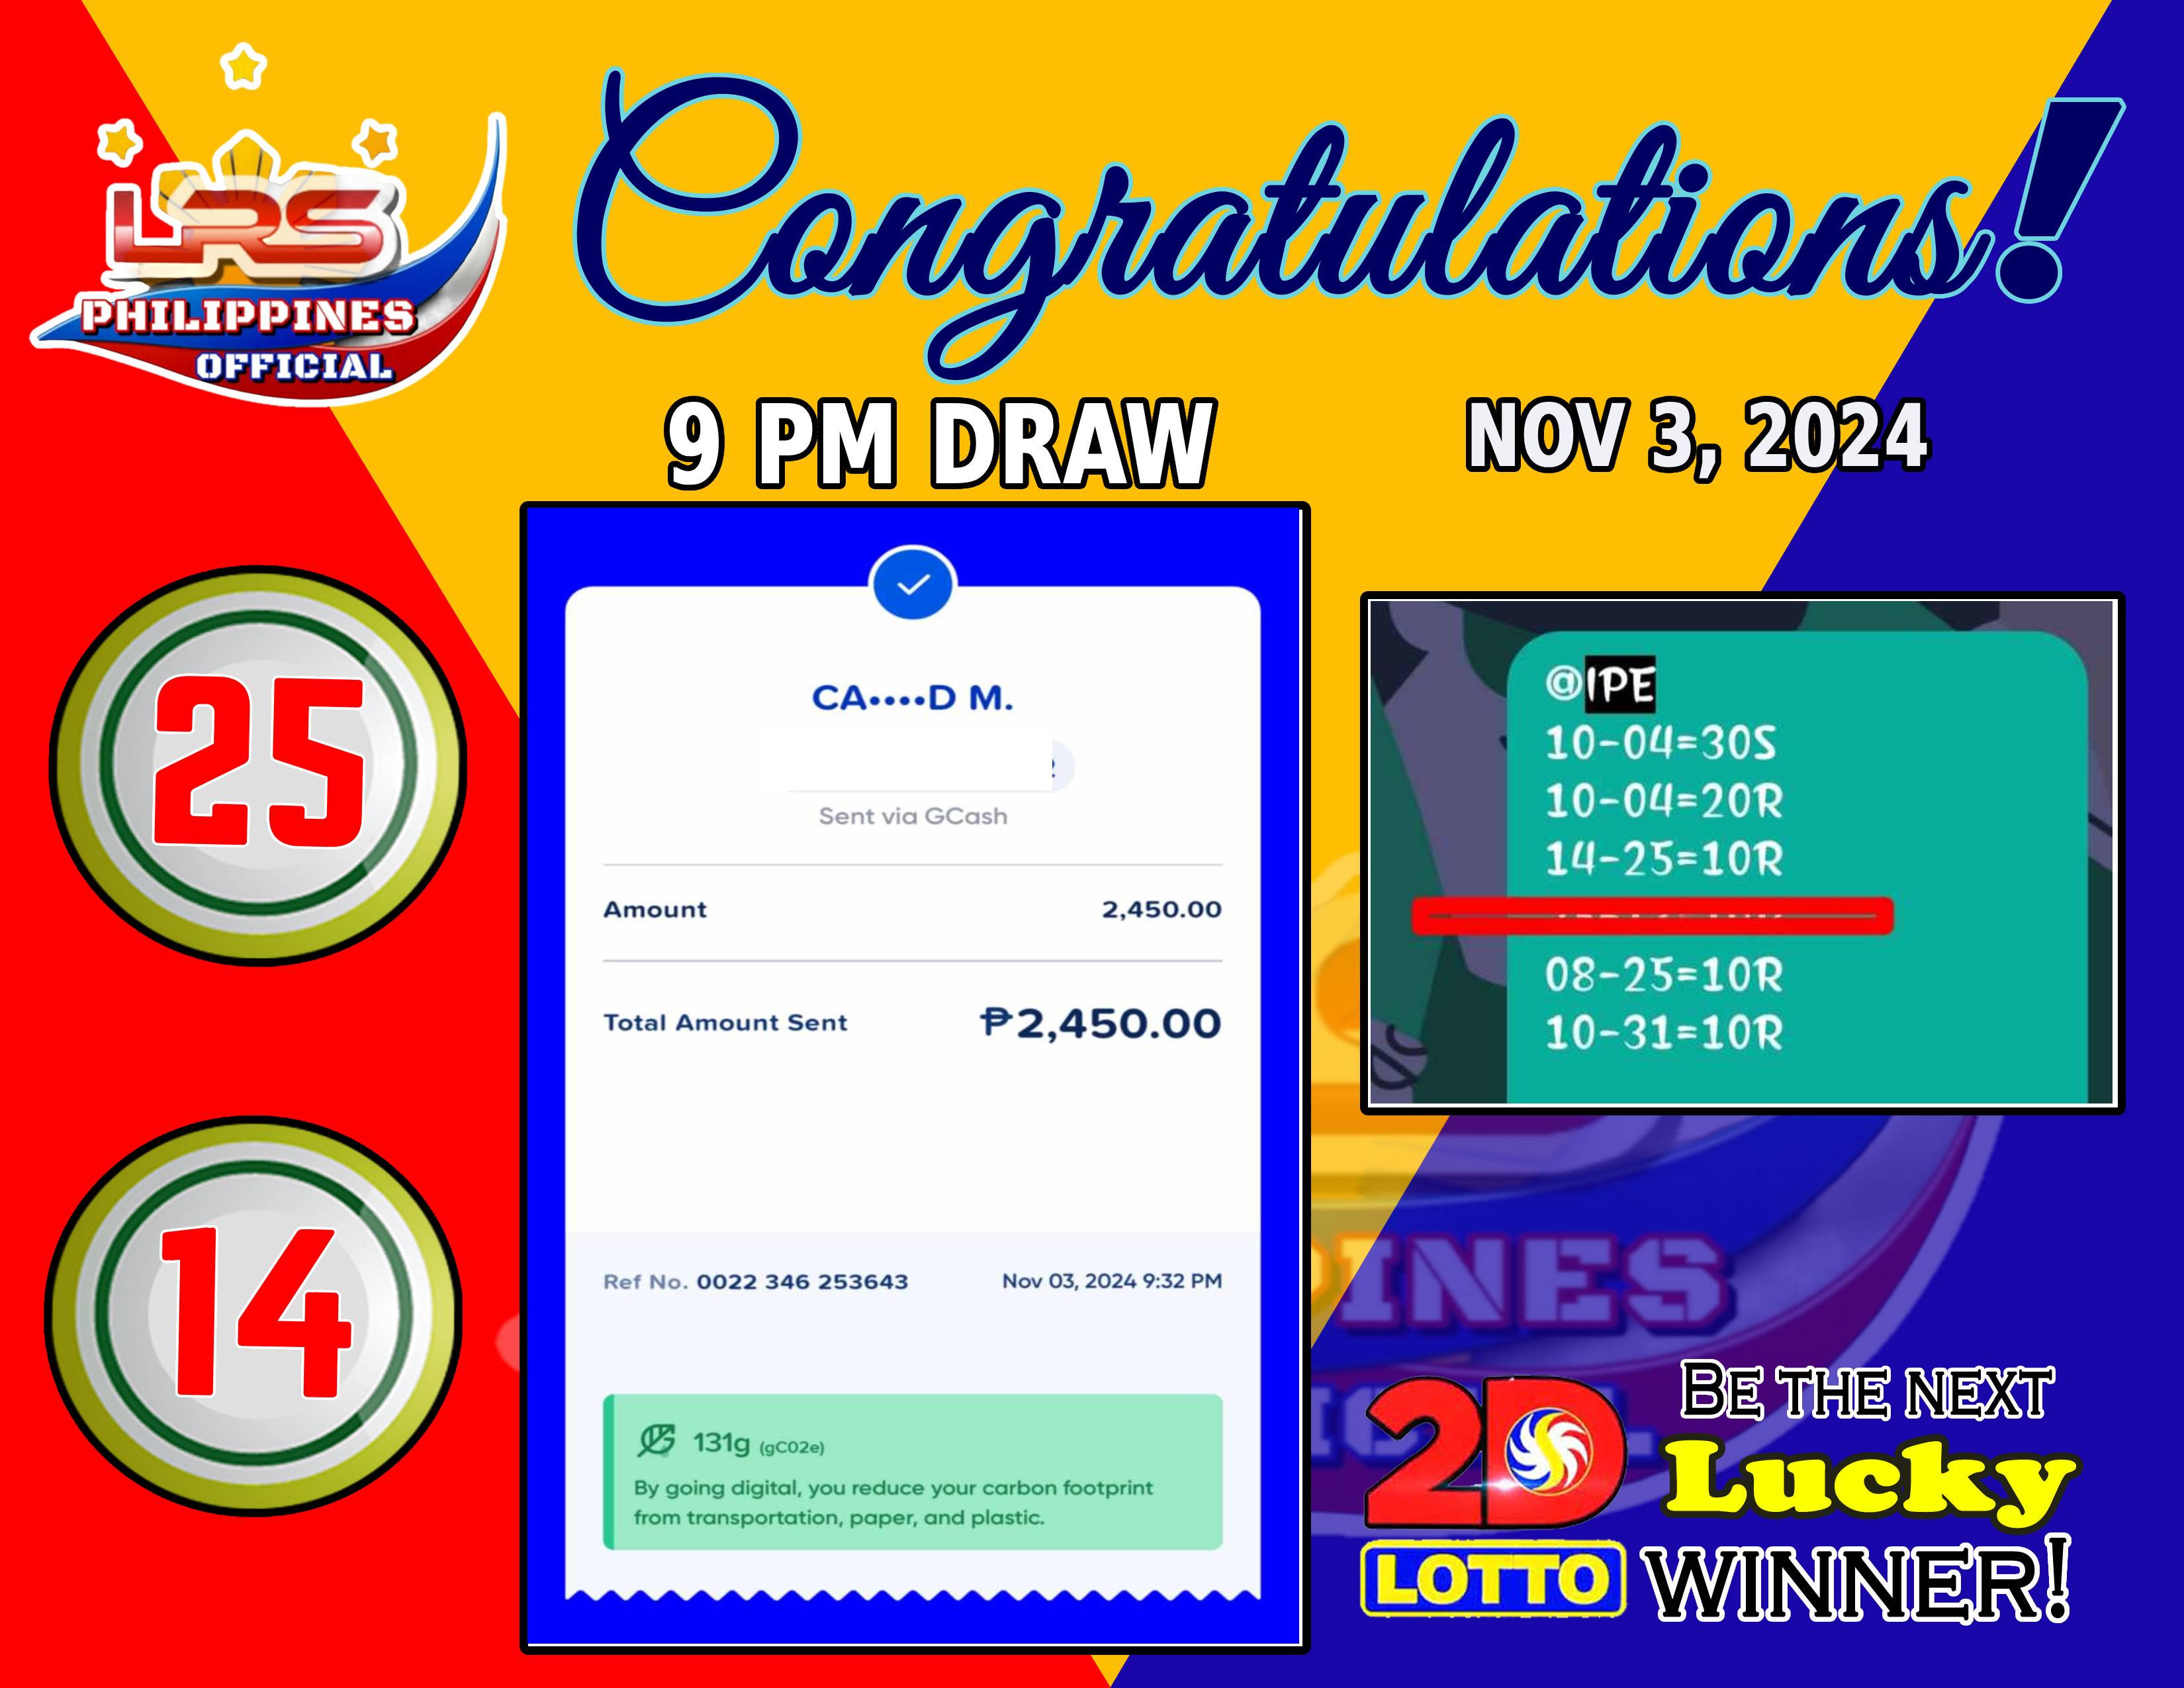 LRS
PHILIPPINES
OFFICIAL
Congratulations!
9 PM DRAW
NOV 3, 2024
25
14
CA••••D M.
Sent via GCash
Amount 2,450.00
Total Amount Sent ₱2,450.00
Ref No. 0022 346 253643 Nov 03, 2024 9:32 PM
131g (gC02e)
By going digital, you reduce your carbon footprint
from transportation, paper, and plastic.
@IPE
10-04=30S
10-04=20R
14-25=10R
08-25=10R
10-31=10R
PINES
2D
LOTTO
BE THE NEXT
Lucky
WINNER!